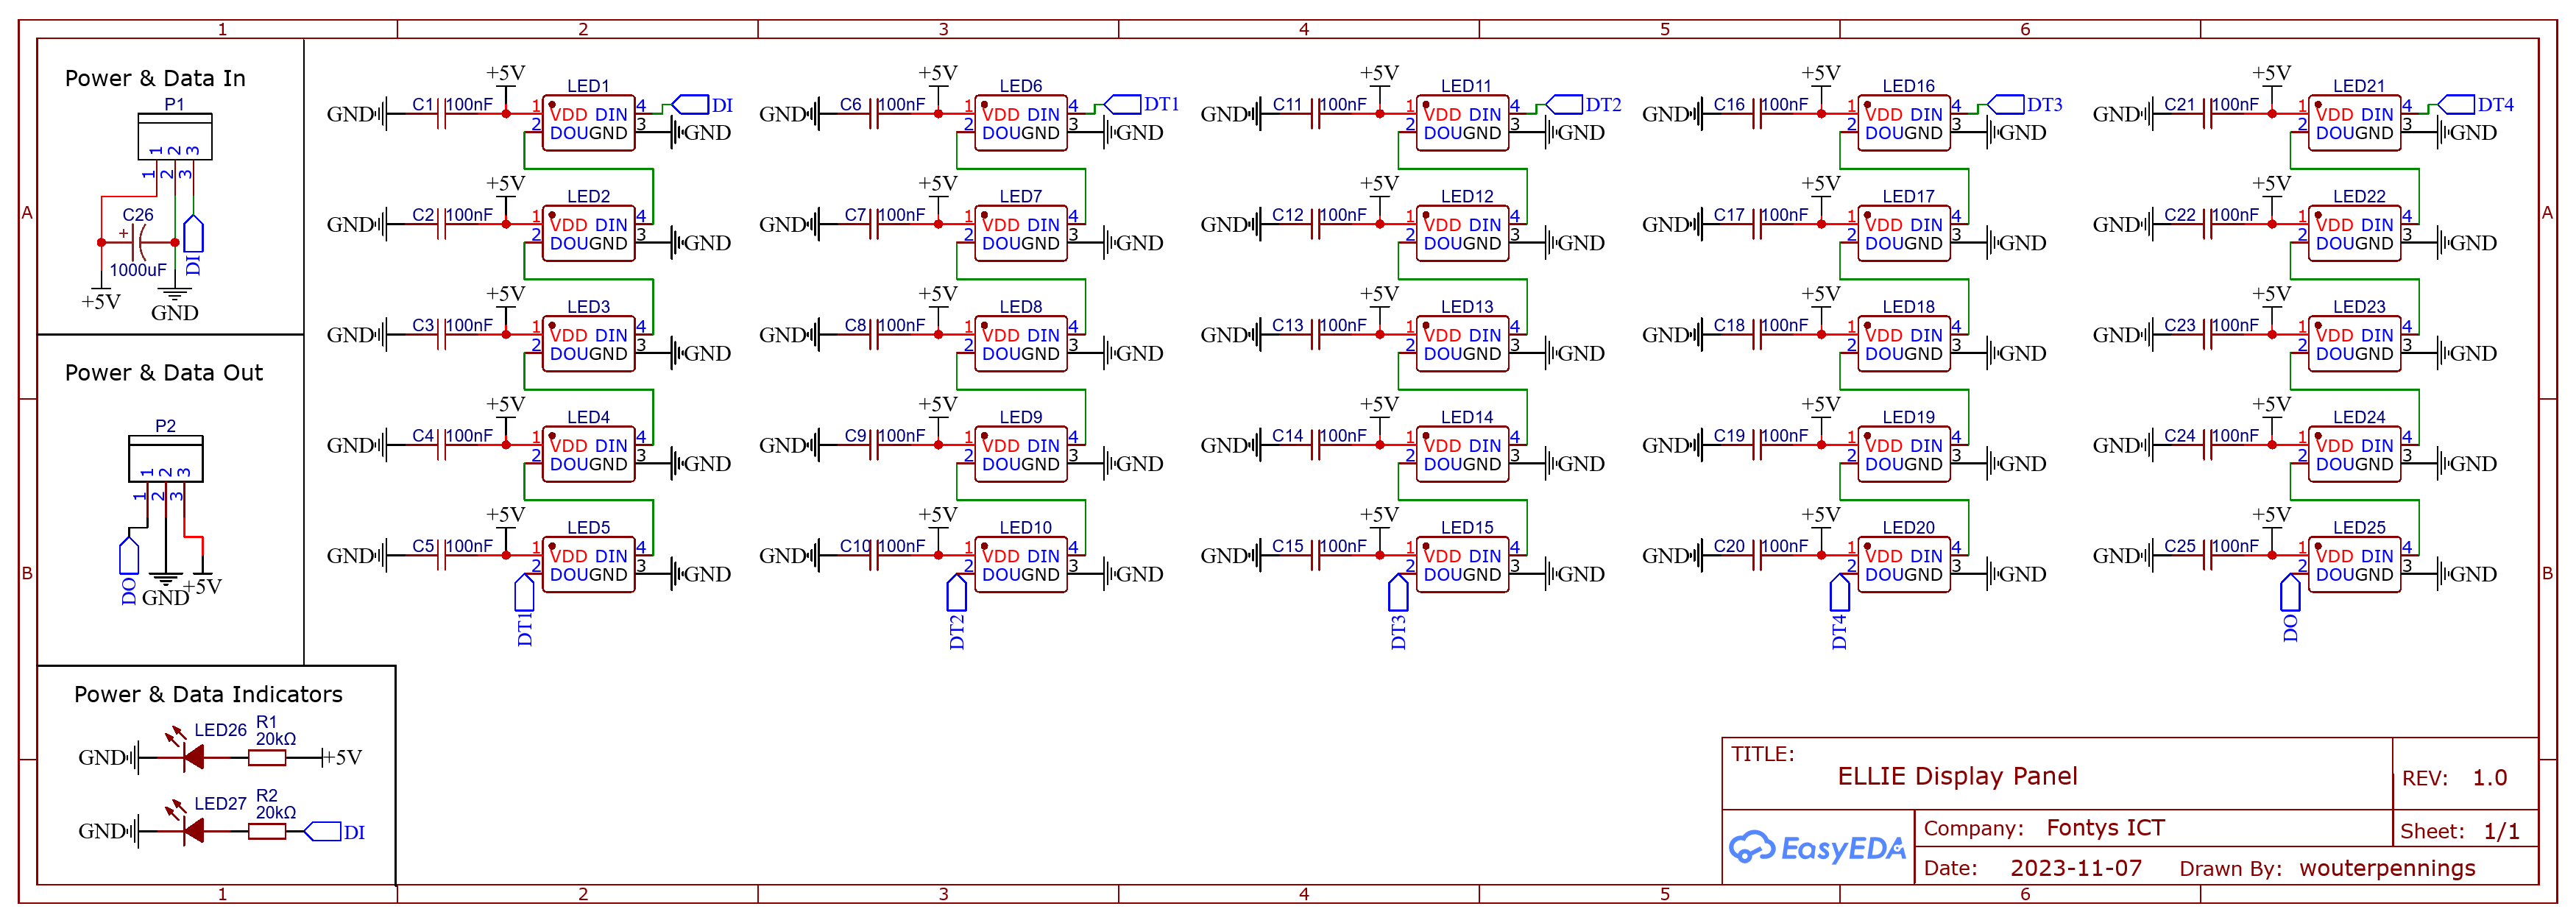 1 2 3 4 5 6
Power & Data In
P1
1 2 3
1 2 3
C26
+
1000uF
DI
+5V
GND
Power & Data Out
P2
1 2 3
1 2 3
DO
GND
+5V
Power & Data Indicators
LED26
R1
20kΩ
GND
+5V
LED27
R2
20kΩ
GND
DI
A
B
+5V LED1
GND C1 100nF 1 VDD DIN 4 DI
2 DOUGND 3 GND
+5V LED2
GND C2 100nF 1 VDD DIN 4
2 DOUGND 3 GND
+5V LED3
GND C3 100nF 1 VDD DIN 4
2 DOUGND 3 GND
+5V LED4
GND C4 100nF 1 VDD DIN 4
2 DOUGND 3 GND
+5V LED5
GND C5 100nF 1 VDD DIN 4
2 DOUGND 3 GND
DT1
+5V LED6
GND C6 100nF 1 VDD DIN 4 DT1
2 DOUGND 3 GND
+5V LED7
GND C7 100nF 1 VDD DIN 4
2 DOUGND 3 GND
+5V LED8
GND C8 100nF 1 VDD DIN 4
2 DOUGND 3 GND
+5V LED9
GND C9 100nF 1 VDD DIN 4
2 DOUGND 3 GND
+5V LED10
GND C10 100nF 1 VDD DIN 4
2 DOUGND 3 GND
DT2
+5V LED11
GND C11 100nF 1 VDD DIN 4 DT2
2 DOUGND 3 GND
+5V LED12
GND C12 100nF 1 VDD DIN 4
2 DOUGND 3 GND
+5V LED13
GND C13 100nF 1 VDD DIN 4
2 DOUGND 3 GND
+5V LED14
GND C14 100nF 1 VDD DIN 4
2 DOUGND 3 GND
+5V LED15
GND C15 100nF 1 VDD DIN 4
2 DOUGND 3 GND
DT3
+5V LED16
GND C16 100nF 1 VDD DIN 4 DT3
2 DOUGND 3 GND
+5V LED17
GND C17 100nF 1 VDD DIN 4
2 DOUGND 3 GND
+5V LED18
GND C18 100nF 1 VDD DIN 4
2 DOUGND 3 GND
+5V LED19
GND C19 100nF 1 VDD DIN 4
2 DOUGND 3 GND
+5V LED20
GND C20 100nF 1 VDD DIN 4
2 DOUGND 3 GND
DT4
+5V LED21
GND C21 100nF 1 VDD DIN 4 DT4
2 DOUGND 3 GND
+5V LED22
GND C22 100nF 1 VDD DIN 4
2 DOUGND 3 GND
+5V LED23
GND C23 100nF 1 VDD DIN 4
2 DOUGND 3 GND
+5V LED24
GND C24 100nF 1 VDD DIN 4
2 DOUGND 3 GND
+5V LED25
GND C25 100nF 1 VDD DIN 4
2 DOUGND 3 GND
DO
A
B
TITLE:
ELLIE Display Panel
REV: 1.0
EasyEDA
Company: Fontys ICT
Sheet: 1/1
Date: 2023-11-07 Drawn By: wouterpennings
1 2 3 4 5 6